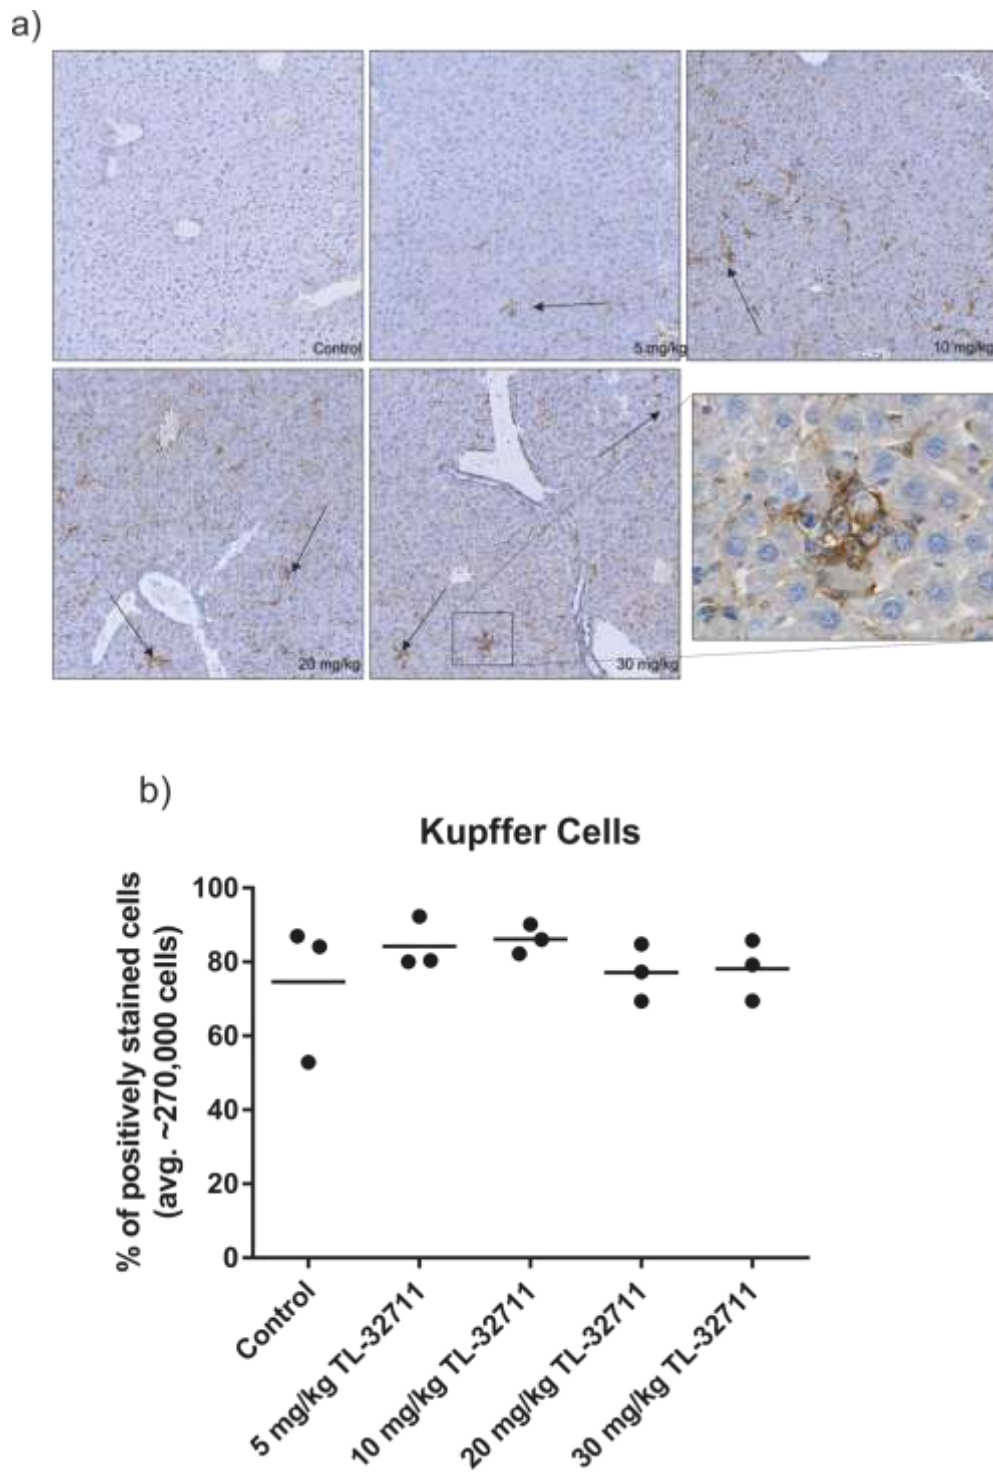 a)
Control
5 mg/kg
10 mg/kg
20 mg/kg
30 mg/kg
b)
Kupffer Cells
% of positively stained cells
(avg. ~270,000 cells)
100
80
60
40
20
0
Control
5 mg/kg TL-32711
10 mg/kg TL-32711
20 mg/kg TL-32711
30 mg/kg TL-32711